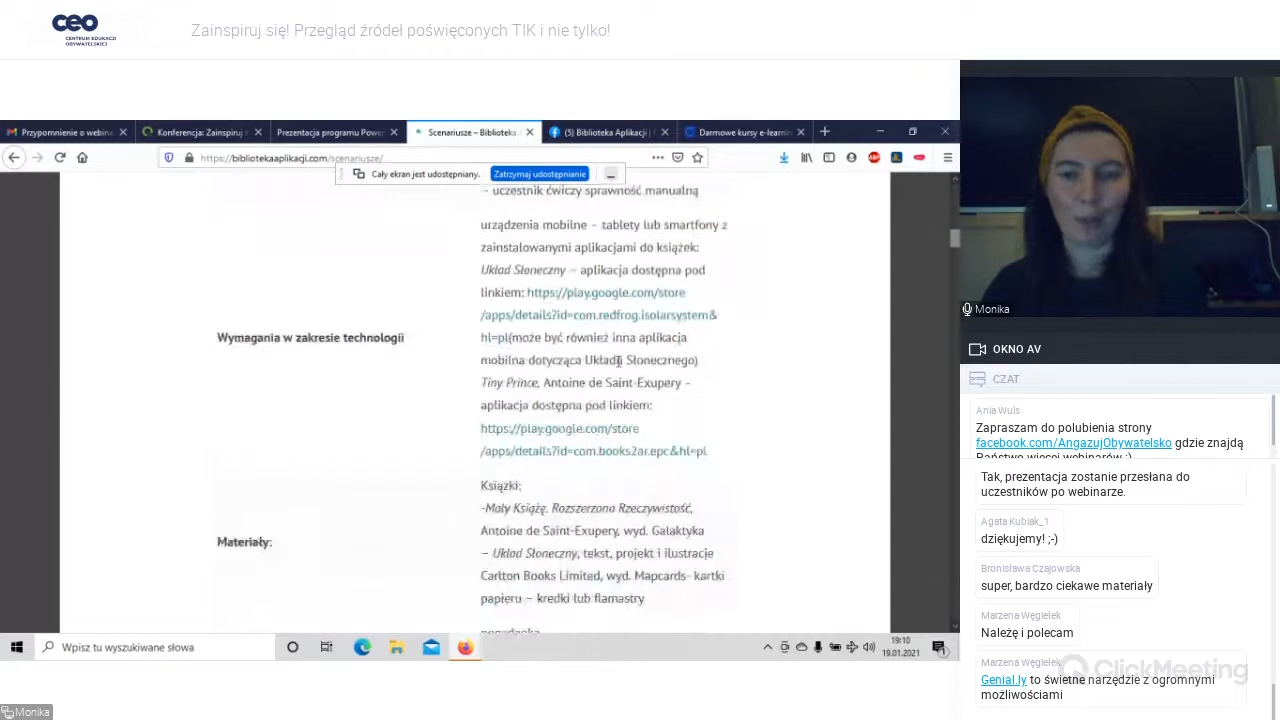 ceo
CENTRUM EDUKACJI
OBYWATELSKIEJ
Zainspiruj się! Przegląd źródeł poświęconych TIK i nie tylko!
Przypomnienie o webina
Konferencja: Zainspiruj
Prezentacja programu Power
Scenariusze – Biblioteka
(5) Biblioteka Aplikacji |
Darmowe kursy e-learni
https://bibliotekaaplikacji.com/scenariusze/
Cały ekran jest udostępniany.
Zatrzymaj udostępnianie
– uczestnik ćwiczy sprawność manualną
urządzenia mobilne – tablety lub smartfony z
zainstalowanymi aplikacjami do książek:
Układ Słoneczny – aplikacja dostępna pod
linkiem: https://play.google.com/store
/apps/details?id=com.redfrog.isolarsystem&
hl=pl(może być również inna aplikacja
mobilna dotycząca Układu Słonecznego)
Tiny Prince, Antoine de Saint-Exupery –
aplikacja dostępna pod linkiem:
https://play.google.com/store
/apps/details?id=com.books2ar.epc&hl=pl
Wymagania w zakresie technologii
Książki:
-Mały Książę. Rozszerzona Rzeczywistość,
Antoine de Saint-Exupery, wyd. Galaktyka
– Układ Słoneczny, tekst, projekt i ilustracje
Carlton Books Limited, wyd. Mapcards- kartki
papieru – kredki lub flamastry
Materiały:
Wpisz tu wyszukiwane słowa
19:10
19.01.2021
1
Monika
Monika
OKNO AV
CZAT
Ania Wuls
Zapraszam do polubienia strony
facebook.com/AngazujObywatelsko gdzie znajdą
Państwo więcej webinarów :)
Tak, prezentacja zostanie przesłana do
uczestników po webinarze.
Agata Kubiak_1
dziękujemy! ;-)
Bronisława Czajowska
super, bardzo ciekawe materiały
Marzena Węgiełek
Należę i polecam
Marzena Węgiełek
Genial.ly to świetne narzędzie z ogromnymi
możliwościami
ClickMeeting